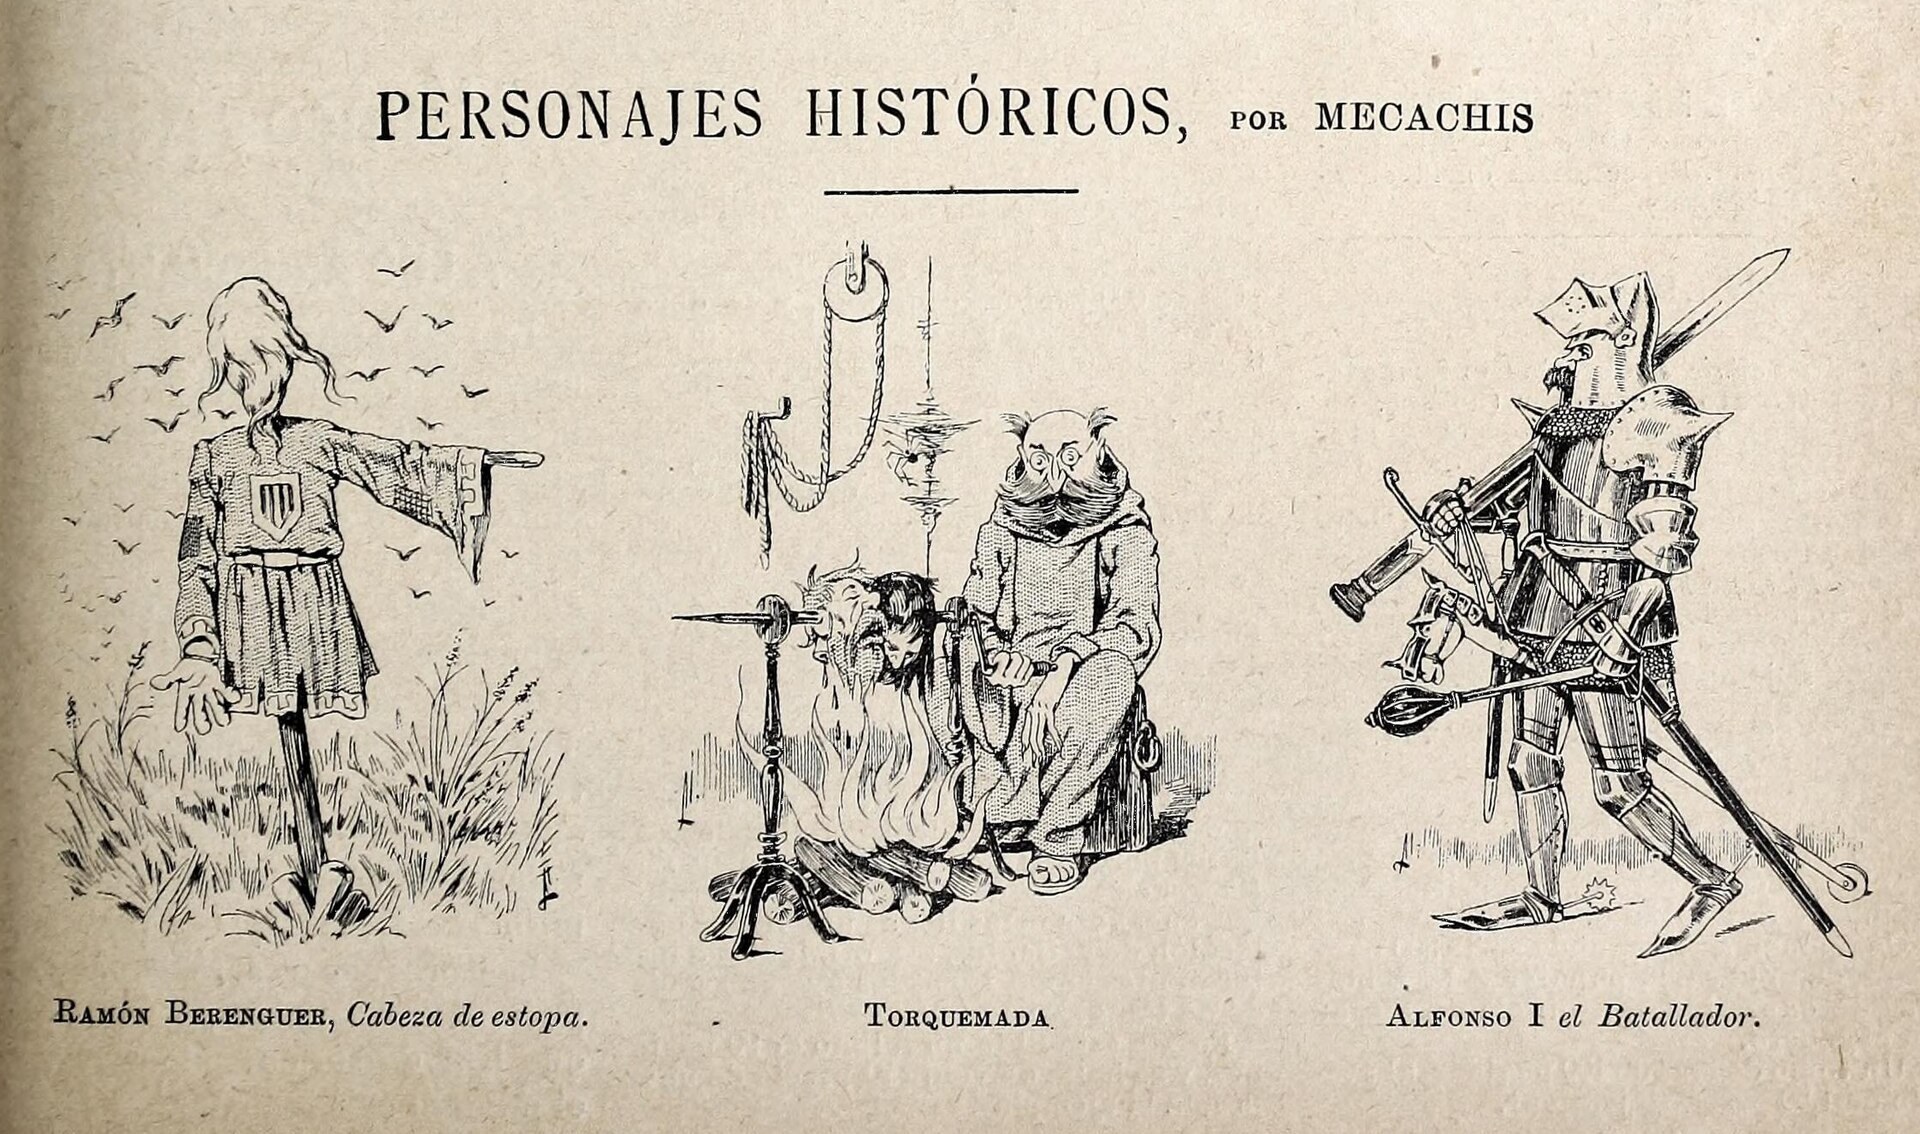 PERSONAJES HISTÓRICOS, POR MECACHIS
RAMÓN BERENGUER, Cabeza de estopa.
TORQUEMADA
ALFONSO I el Batallador.